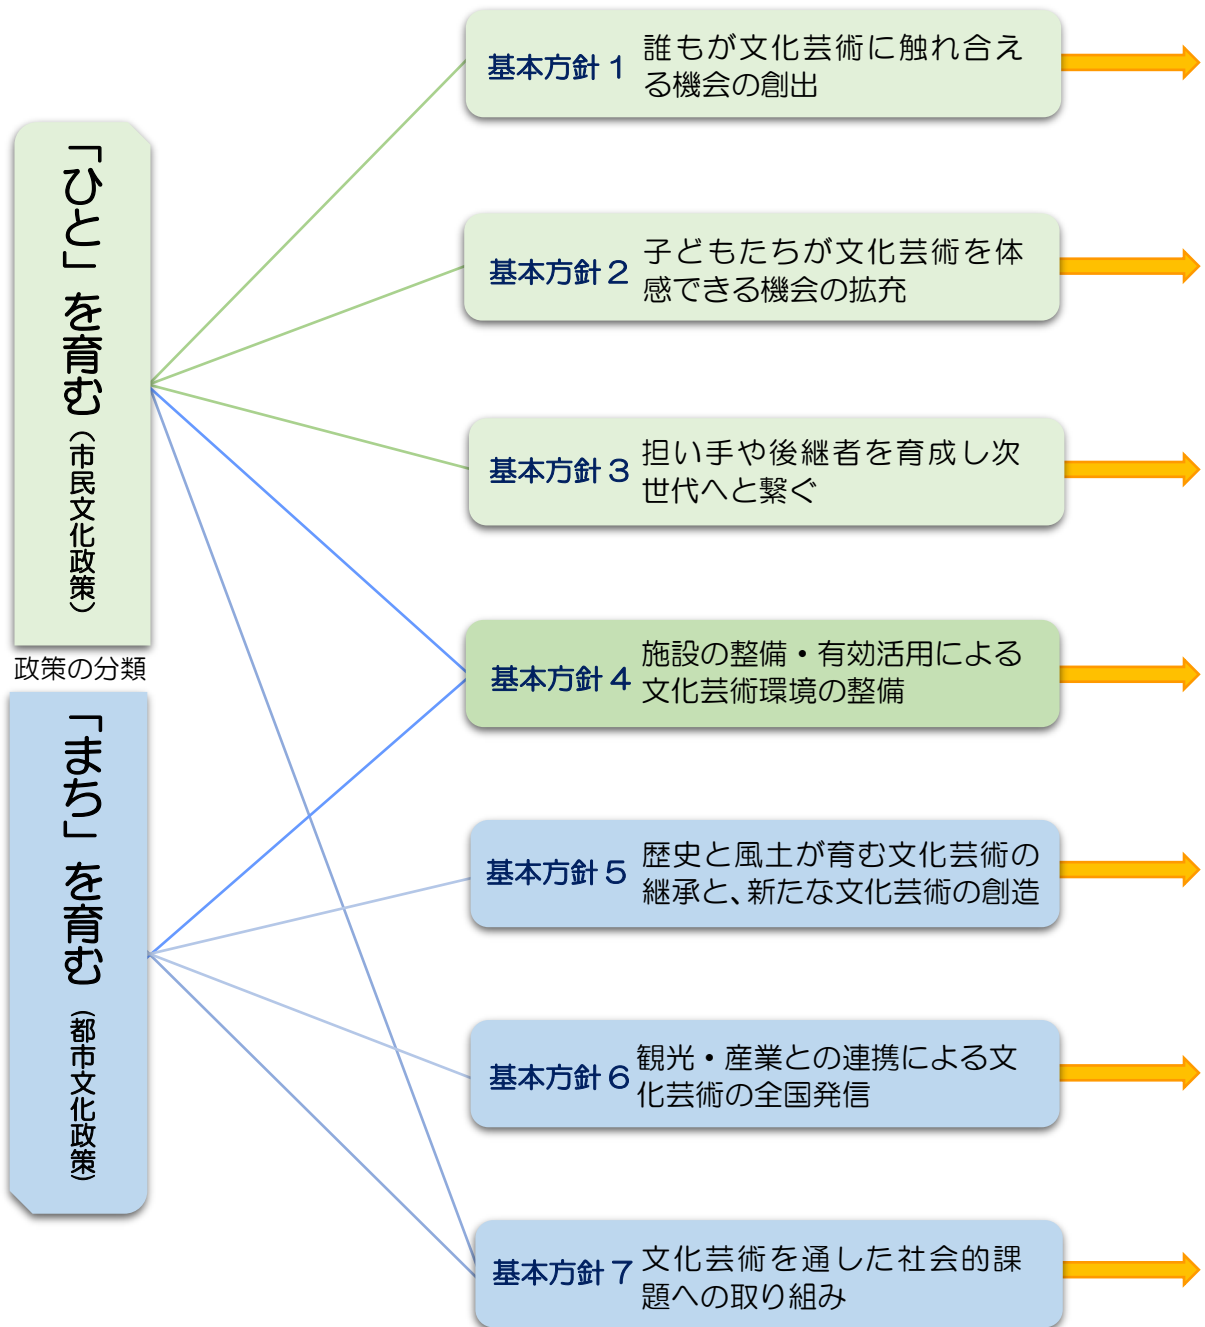 「ひと」を育む（市民文化政策）
政策の分類
「まち」を育む（都市文化政策）
基本方針１
誰もが文化芸術に触れ合え
る機会の創出
基本方針２
子どもたちが文化芸術を体
感できる機会の拡充
基本方針３
担い手や後継者を育成し次
世代へと繋ぐ
基本方針４
施設の整備・有効活用による
文化芸術環境の整備
基本方針５
歴史と風土が育む文化芸術の
継承と、新たな文化芸術の創造
基本方針６
観光・産業との連携による文
化芸術の全国発信
基本方針７
文化芸術を通した社会的課
題への取り組み